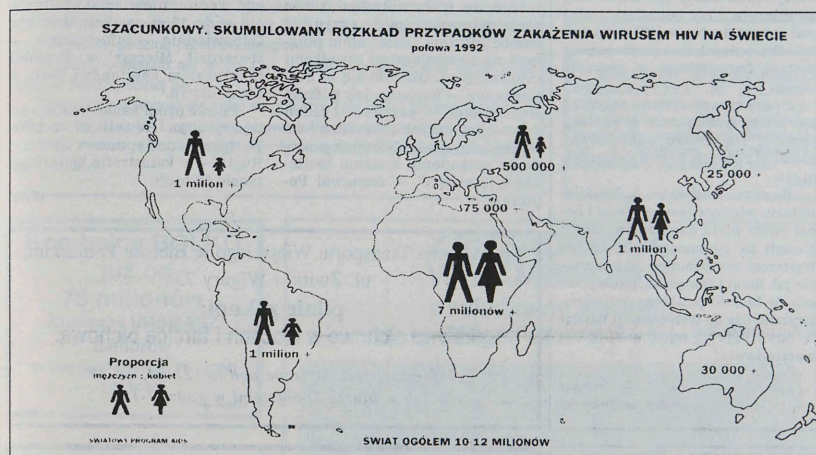 SZACUNKOWY. SKUMULOWANY ROZKŁAD PRZYPADKÓW ZAKAŻENIA WIRUSEM HIV NA ŚWIECIE
połowa 1992
1 milion +
500 000 +
25 000 +
75 000 +
1 milion +
7 milionów +
1 milion +
30 000 +
Proporcja
mężczyzn : kobiet
ŚWIATOWY PROGRAM AIDS
SWIAT OGÓŁEM 10-12 MILIONÓW